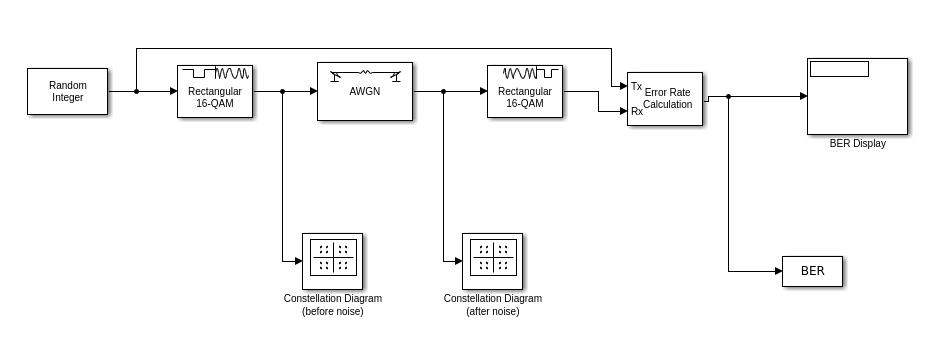 Random
Integer
Rectangular
16-QAM
AWGN
Rectangular
16-QAM
Tx
Rx
Error Rate
Calculation
BER Display
Constellation Diagram
(before noise)
Constellation Diagram
(after noise)
BER